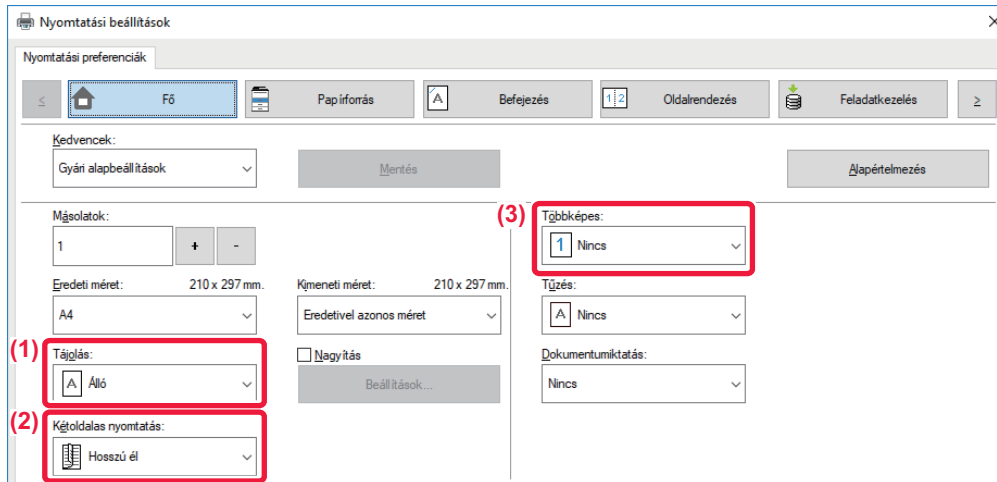 Nyomtatási beállítások
Nyomtatási preferenciák
< Fő Papírforrás A Befejezés 1 2 Oldalrendezés Feladatkezelés >
Kedvencek:
Gyári alapbeállítások Mentés Alapértelmezés
Másolatok: (3) Többképes:
1 + - 1 Nincs
Eredeti méret: 210 x 297 mm. Kimeneti méret: 210 x 297 mm. Tűzés:
A4 Eredetivel azonos méret A Nincs
(1) Tájolás: Nagyítás Dokumentumiktatás:
A Álló Beállítások... Nincs
(2) Kétoldalas nyomtatás:
Hosszú él